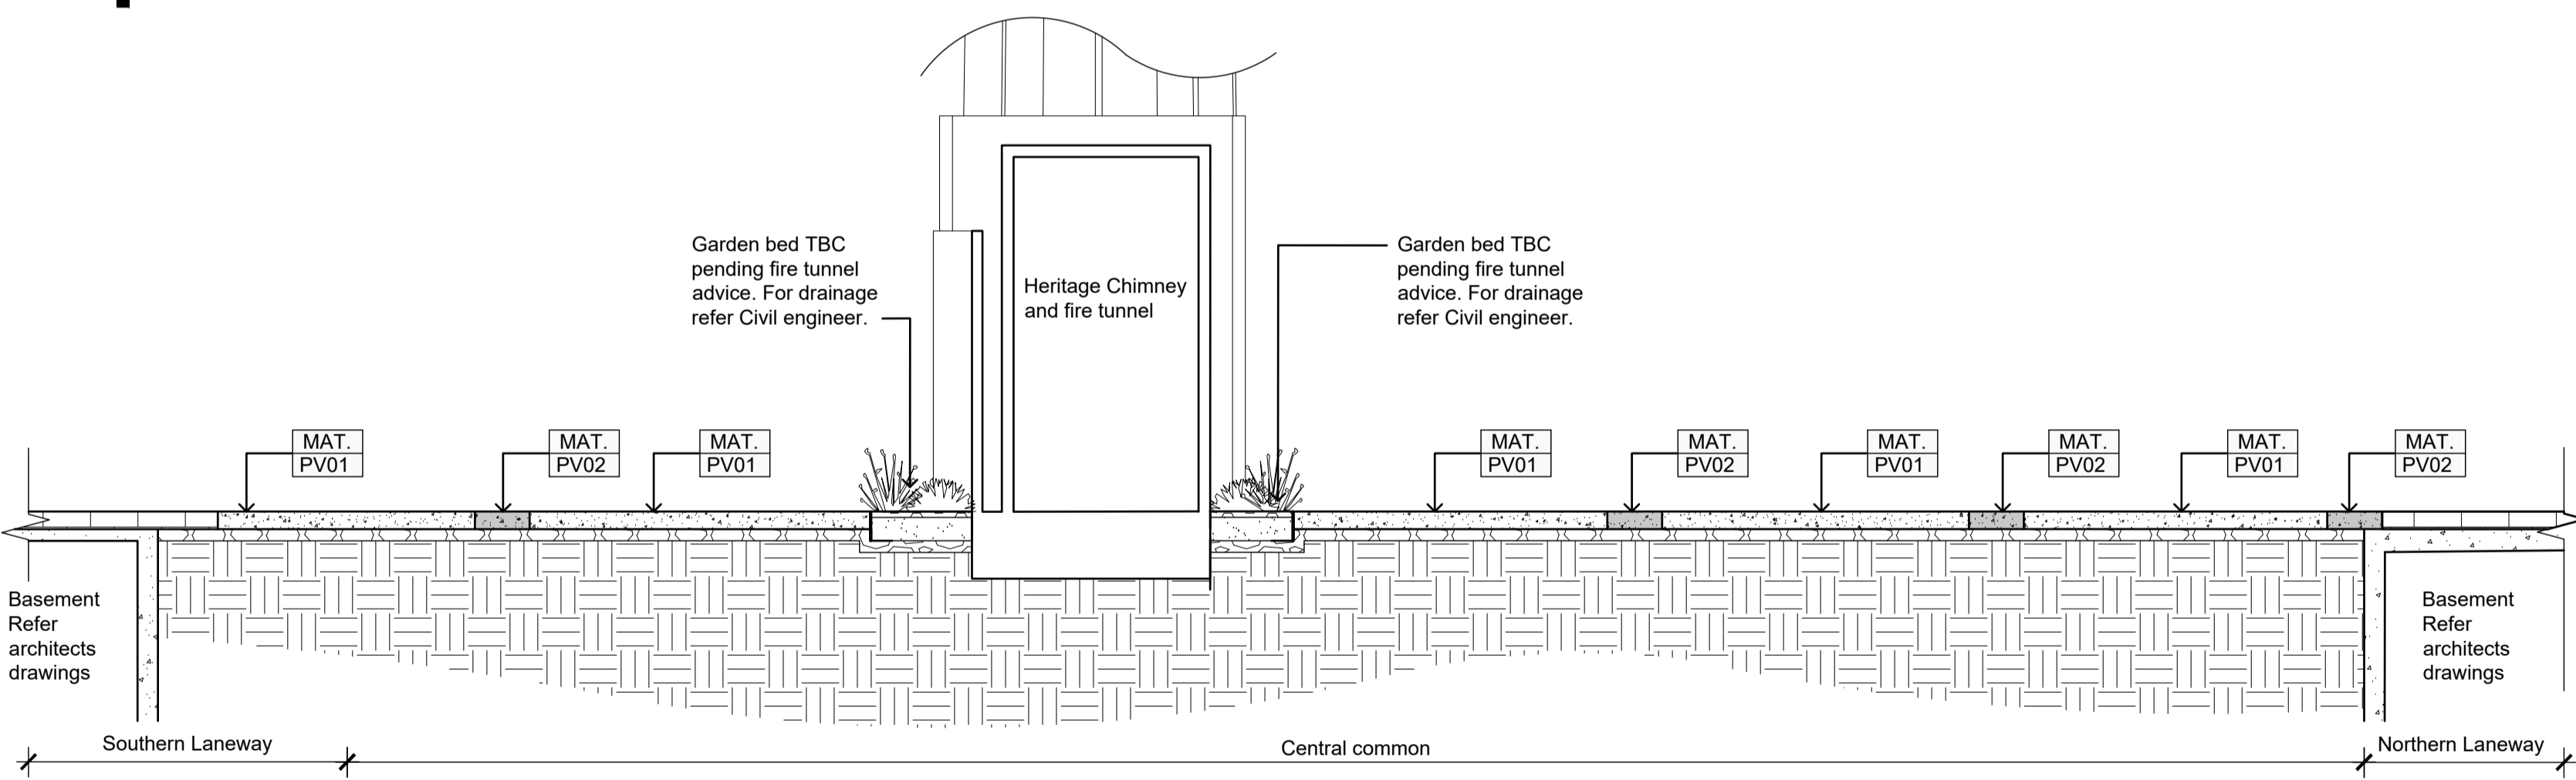 Garden bed TBC
pending fire tunnel
advice. For drainage
refer Civil engineer.
Heritage Chimney
and fire tunnel
Garden bed TBC
pending fire tunnel
advice. For drainage
refer Civil engineer.
MAT.
PV01
MAT.
PV02
MAT.
PV01
MAT.
PV01
MAT.
PV02
MAT.
PV01
MAT.
PV02
MAT.
PV01
MAT.
PV02
Basement
Refer
architects
drawings
Basement
Refer
architects
drawings
Southern Laneway
Central common
Northern Laneway